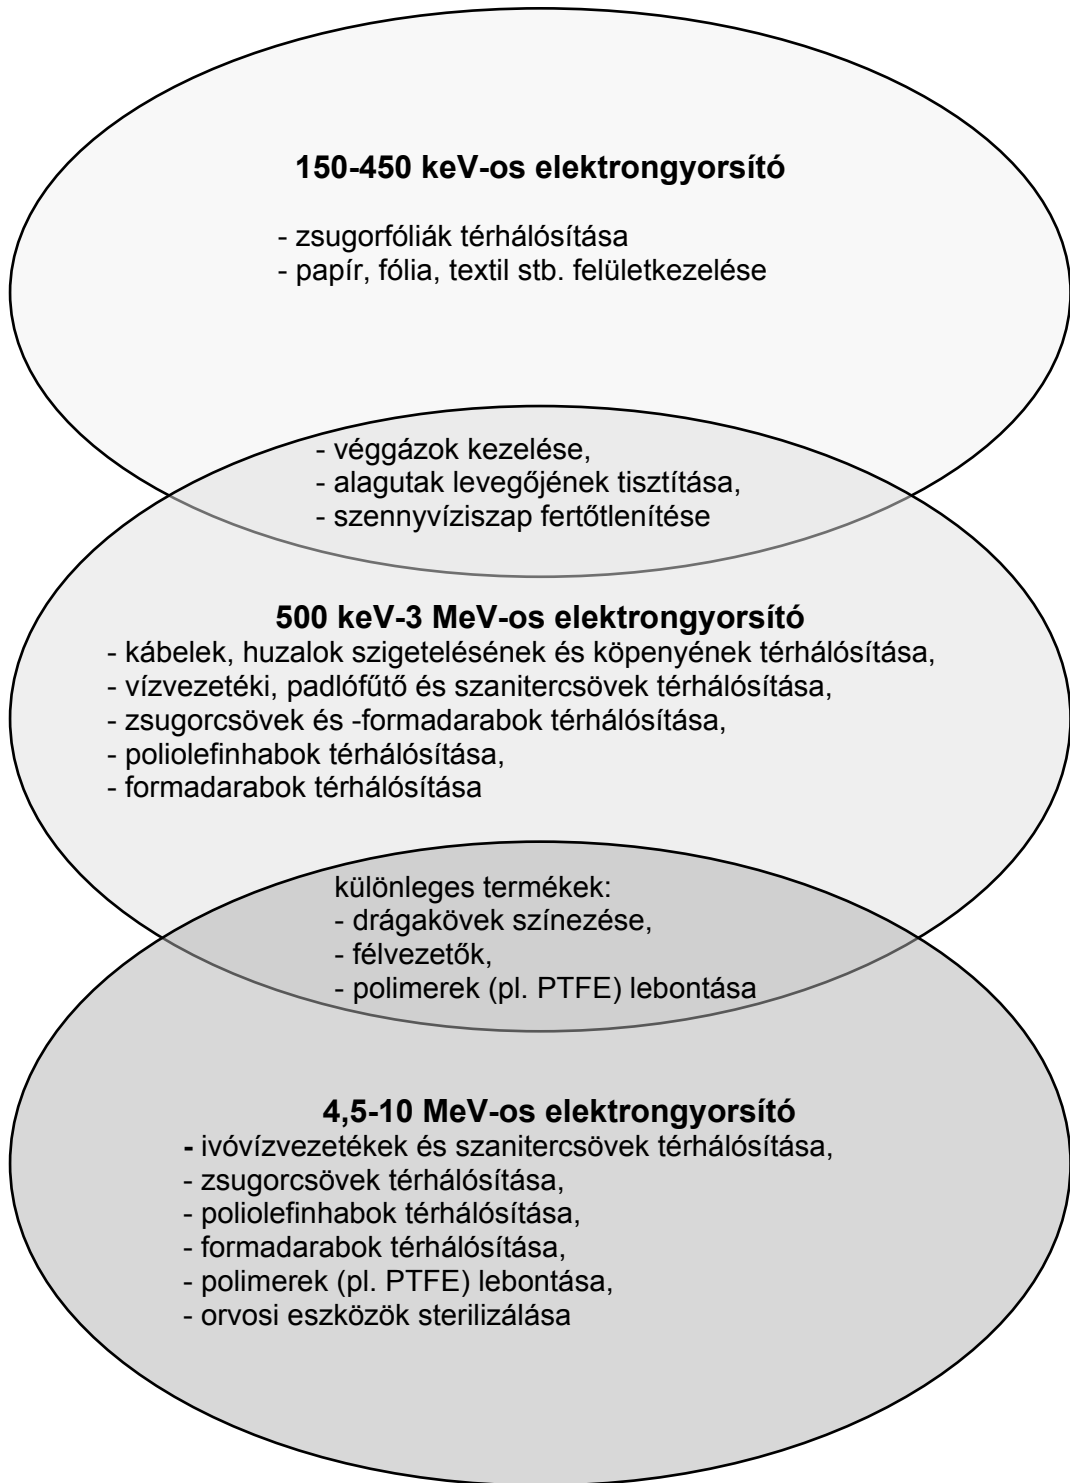 150-450 keV-os elektrongyorsító
- zsugorfóliák térhálósítása
- papír, fólia, textil stb. felületkezelése
- véggázok kezelése,
- alagutak levegőjének tisztítása,
- szennyvíziszap fertőtlenítése
500 keV-3 MeV-os elektrongyorsító
- kábelek, huzalok szigetelésének és köpenyének térhálósítása,
- vízvezetéki, padlófűtő és szanitercsövek térhálósítása,
- zsugorcsövek és -formadarabok térhálósítása,
- poliolefinhabok térhálósítása,
- formadarabok térhálósítása
különleges termékek:
- drágakövek színezése,
- félvezetők,
- polimerek (pl. PTFE) lebontása
4,5-10 MeV-os elektrongyorsító
- ivóvízvezetékek és szanitercsövek térhálósítása,
- zsugorcsövek térhálósítása,
- poliolefinhabok térhálósítása,
- formadarabok térhálósítása,
- polimerek (pl. PTFE) lebontása,
- orvosi eszközök sterilizálása